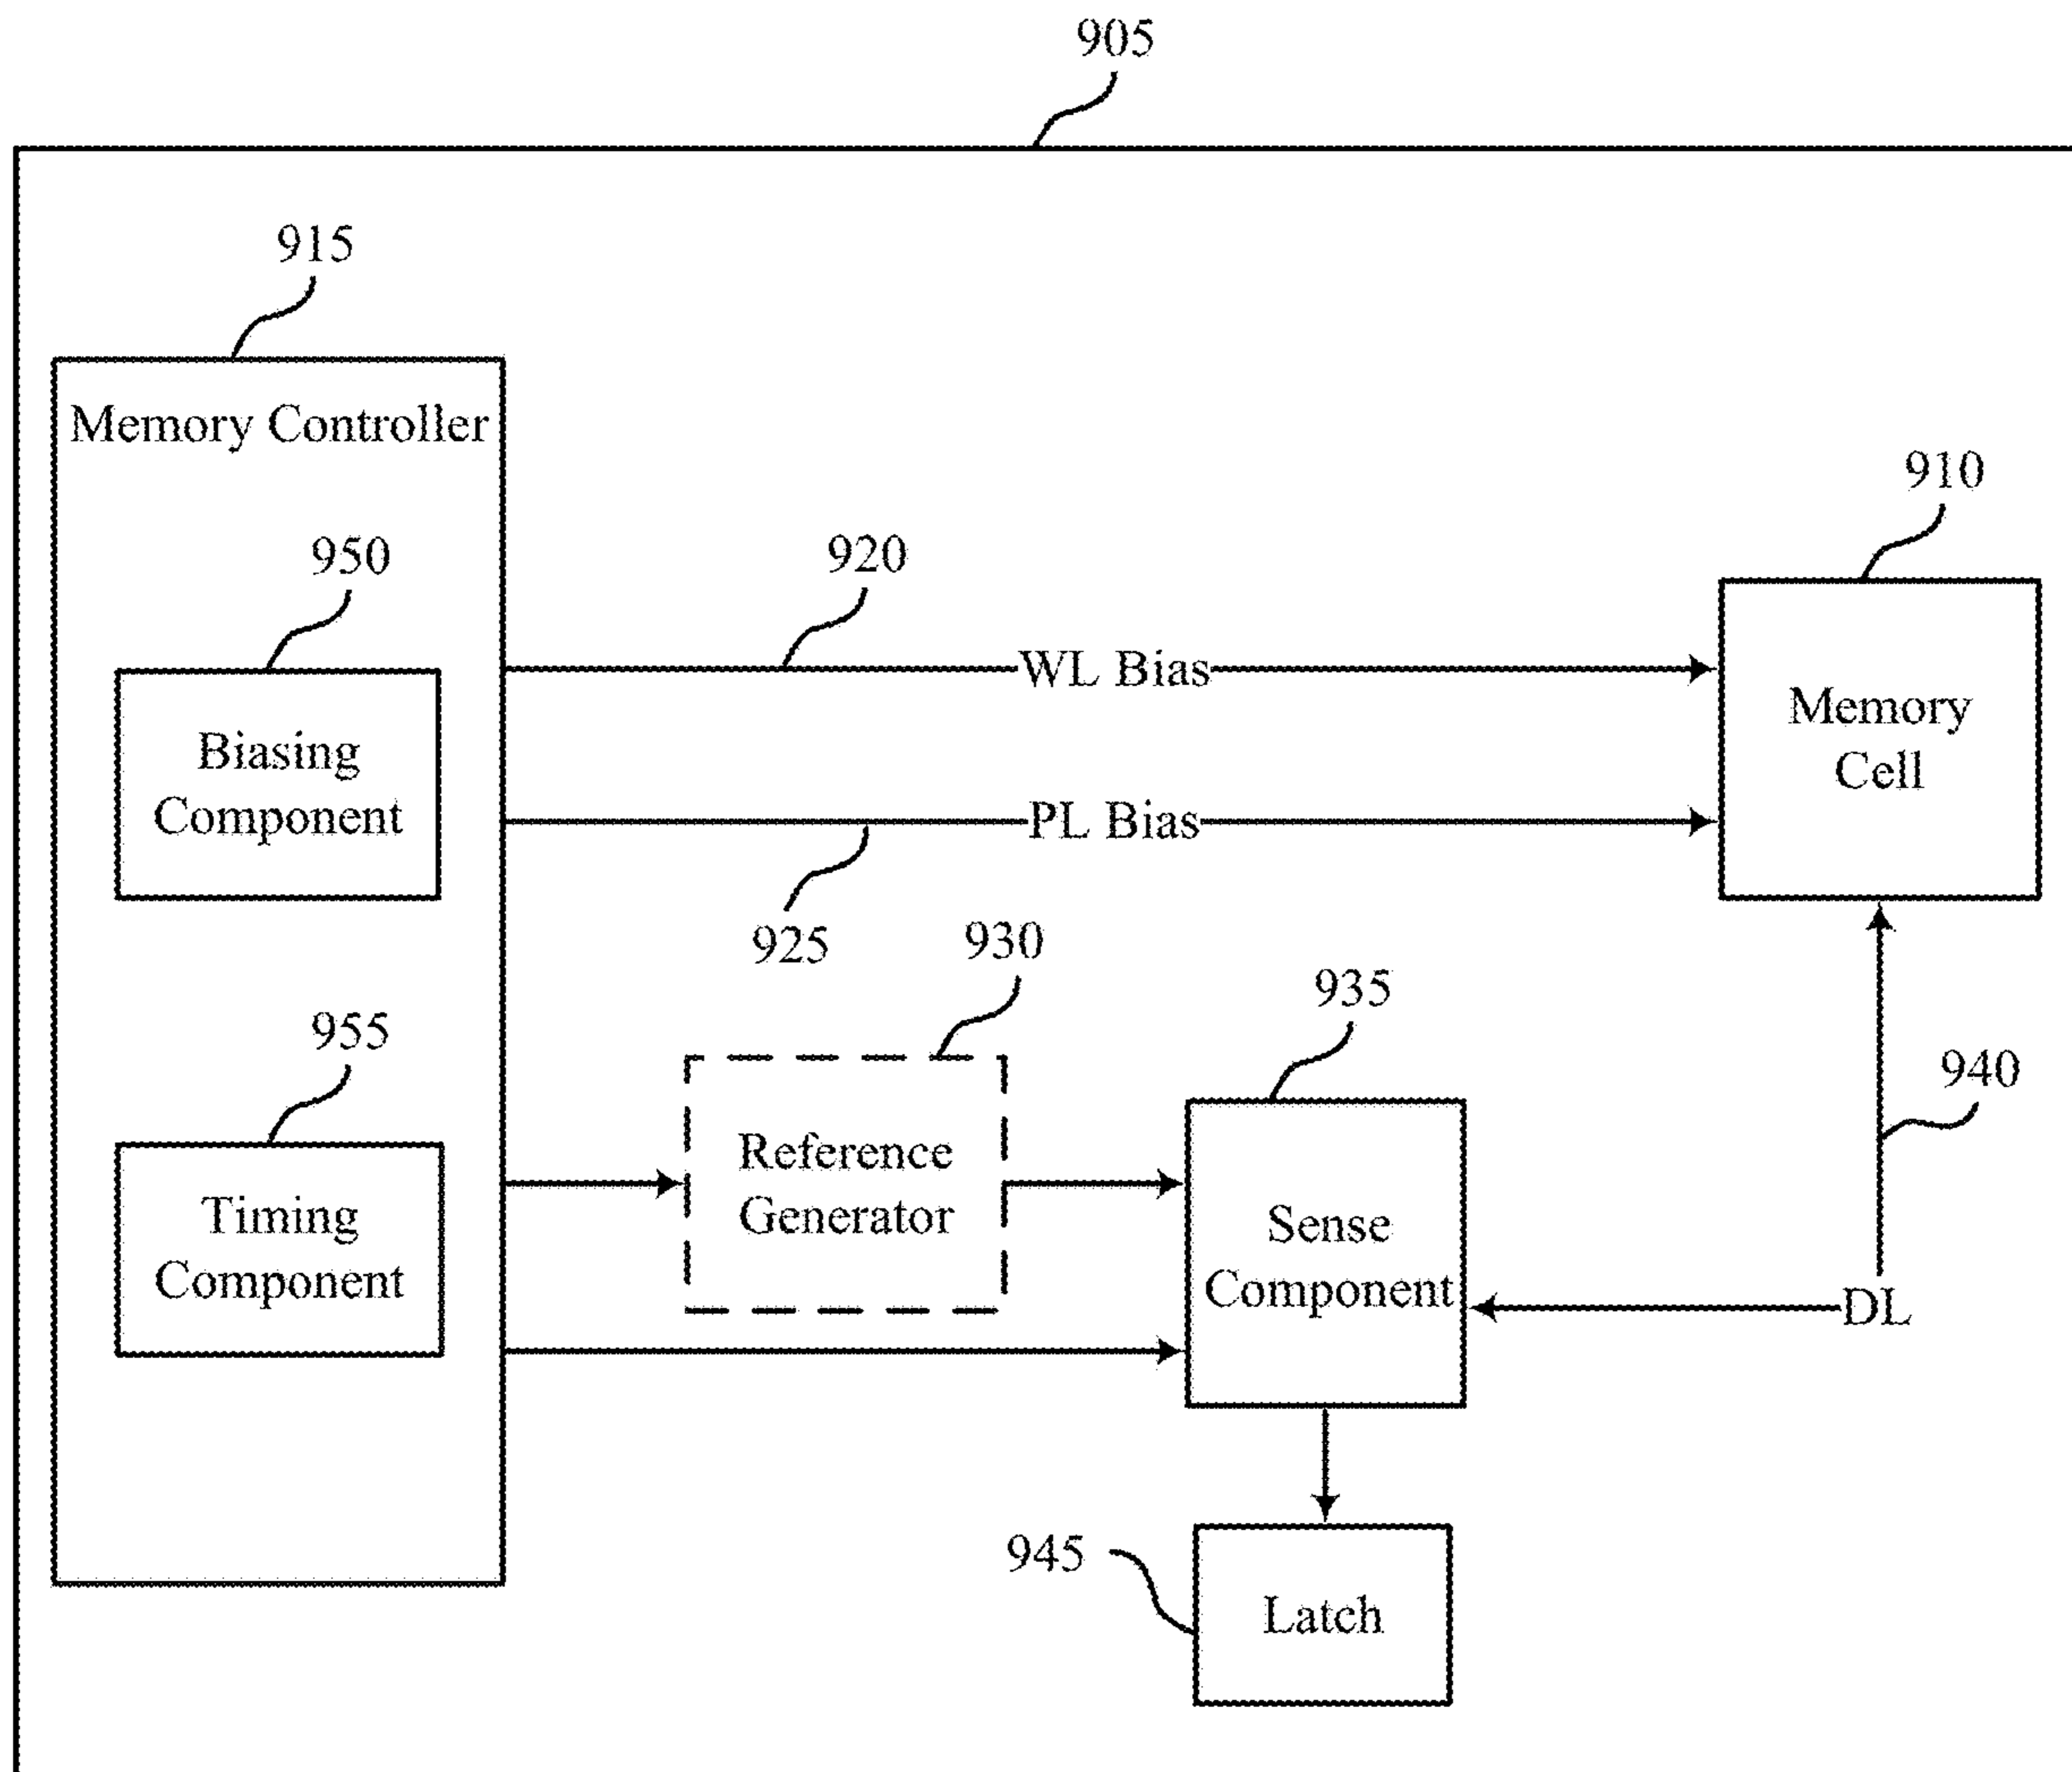 905
915
Memory Controller
910
950
920
WL Bias
Memory
Cell
Biasing
Component
PL Bias
925
930
935
955
940
Reference
Generator
Timing
Component
Sense
Component
DL
945
Latch